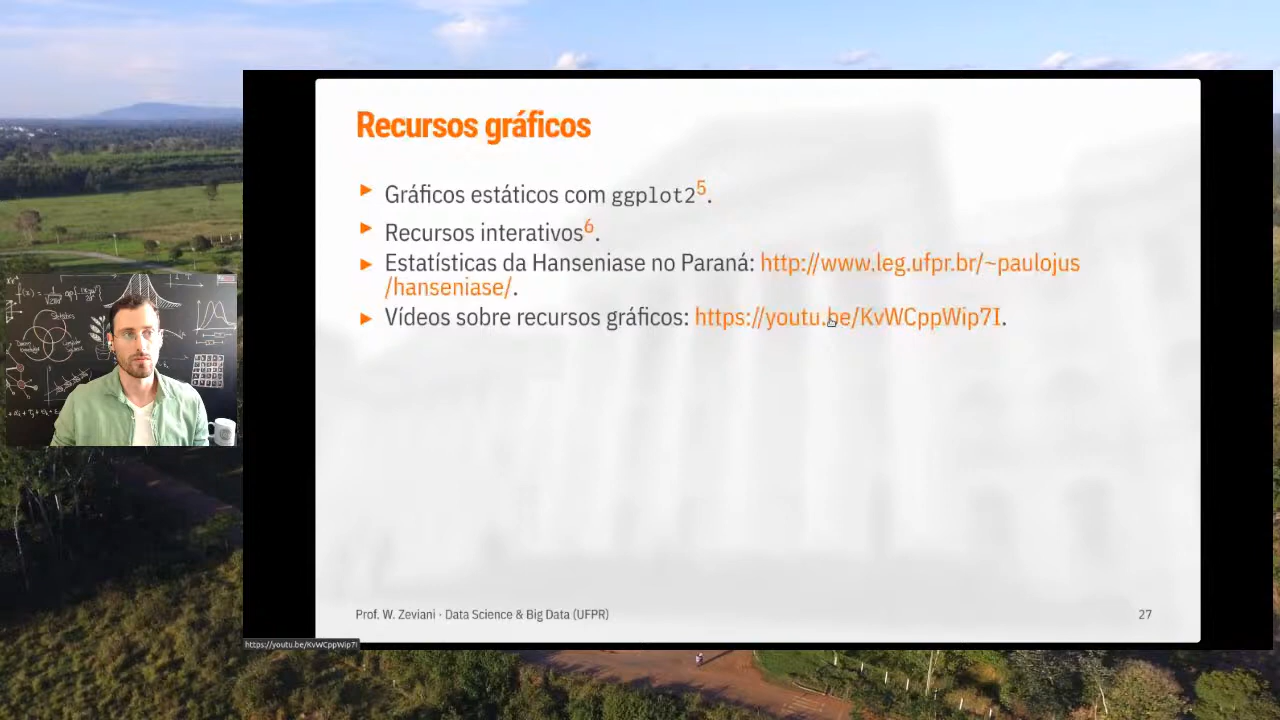 Recursos gráficos
▶ Gráficos estáticos com ggplot2⁵.
▶ Recursos interativos⁶.
▶ Estatísticas da Hanseniase no Paraná: http://www.leg.ufpr.br/~paulojus
/hanseniase/.
▶ Vídeos sobre recursos gráficos: https://youtu.be/KvWCppWip7I.
Statistics
Prof. W. Zeviani · Data Science & Big Data (UFPR)
27
https://youtu.be/KvWCppWip7I